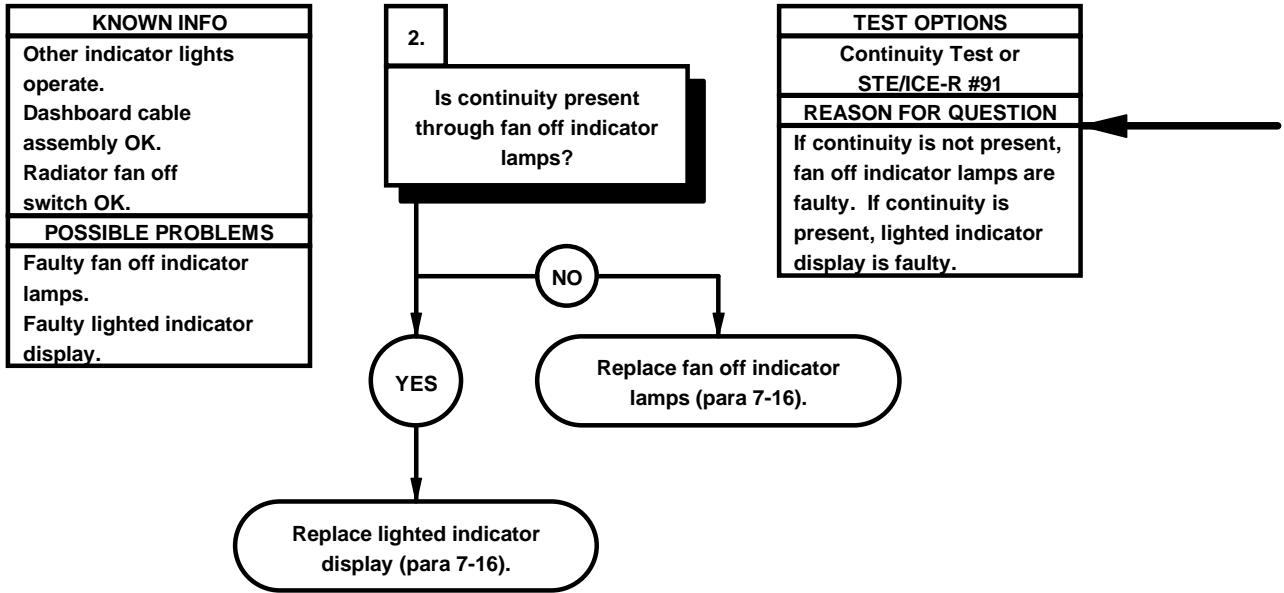 KNOWN INFO
Other indicator lights
operate.
Dashboard cable
assembly OK.
Radiator fan off
switch OK.
POSSIBLE PROBLEMS
Faulty fan off indicator
lamps.
Faulty lighted indicator
display.
2.
Is continuity present
through fan off indicator
lamps?
TEST OPTIONS
Continuity Test or
STE/ICE-R #91
REASON FOR QUESTION
If continuity is not present,
fan off indicator lamps are
faulty. If continuity is
present, lighted indicator
display is faulty.
NO
YES
Replace fan off indicator
lamps (para 7-16).
Replace lighted indicator
display (para 7-16).